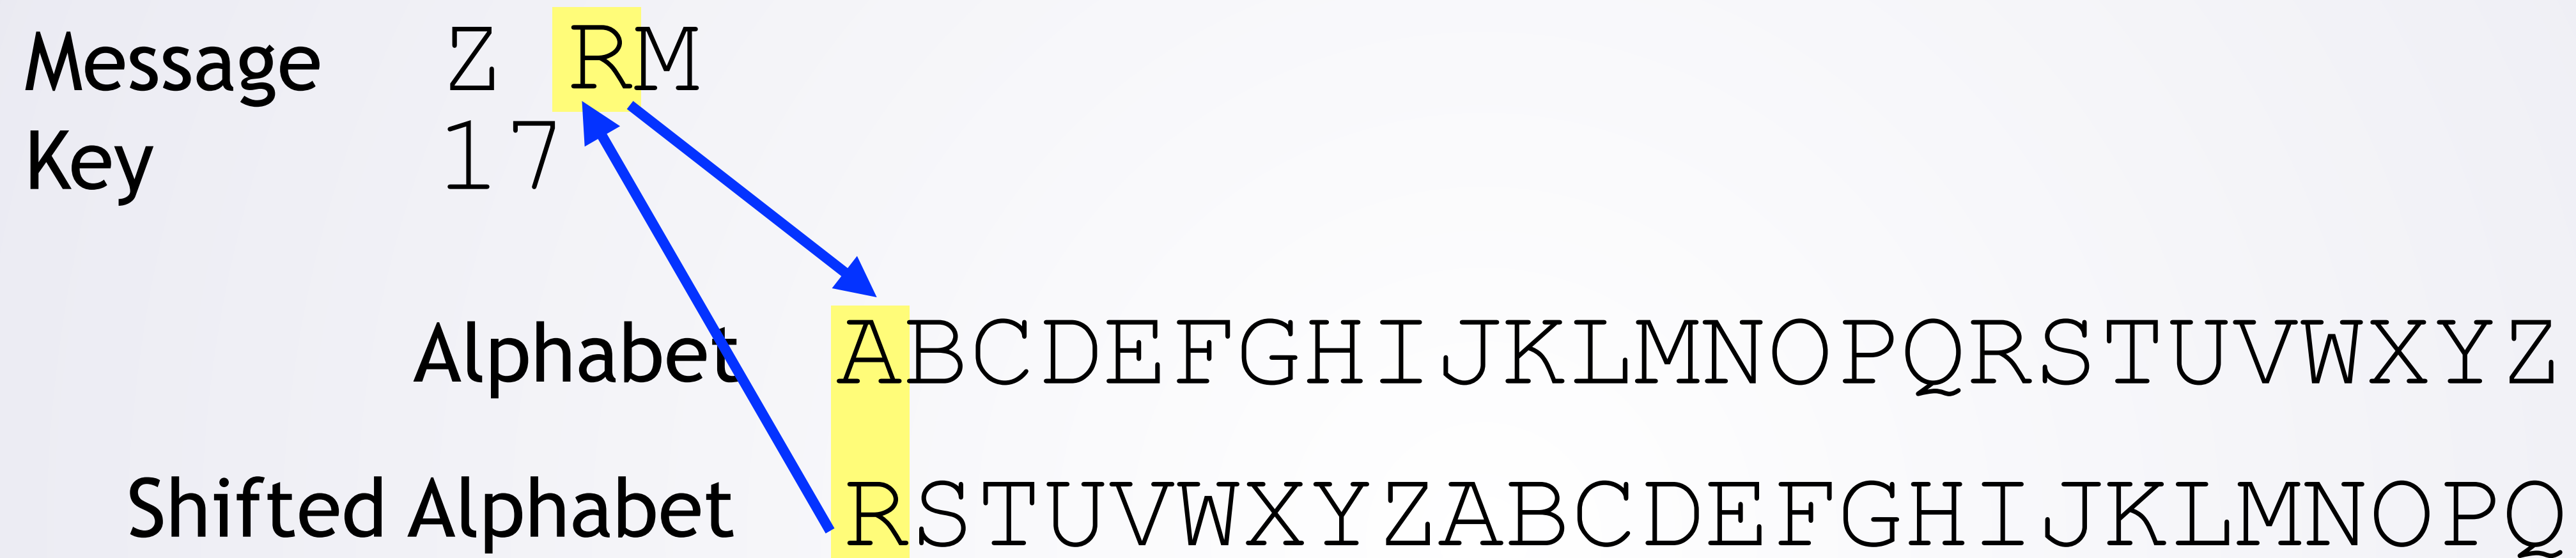 Message Z RM
Key 17
Alphabet ABCDEFGHIJKLMNOPQRSTUVWXYZ
Shifted Alphabet RSTUVWXYZABCDEFGHIJKLMNOPQ